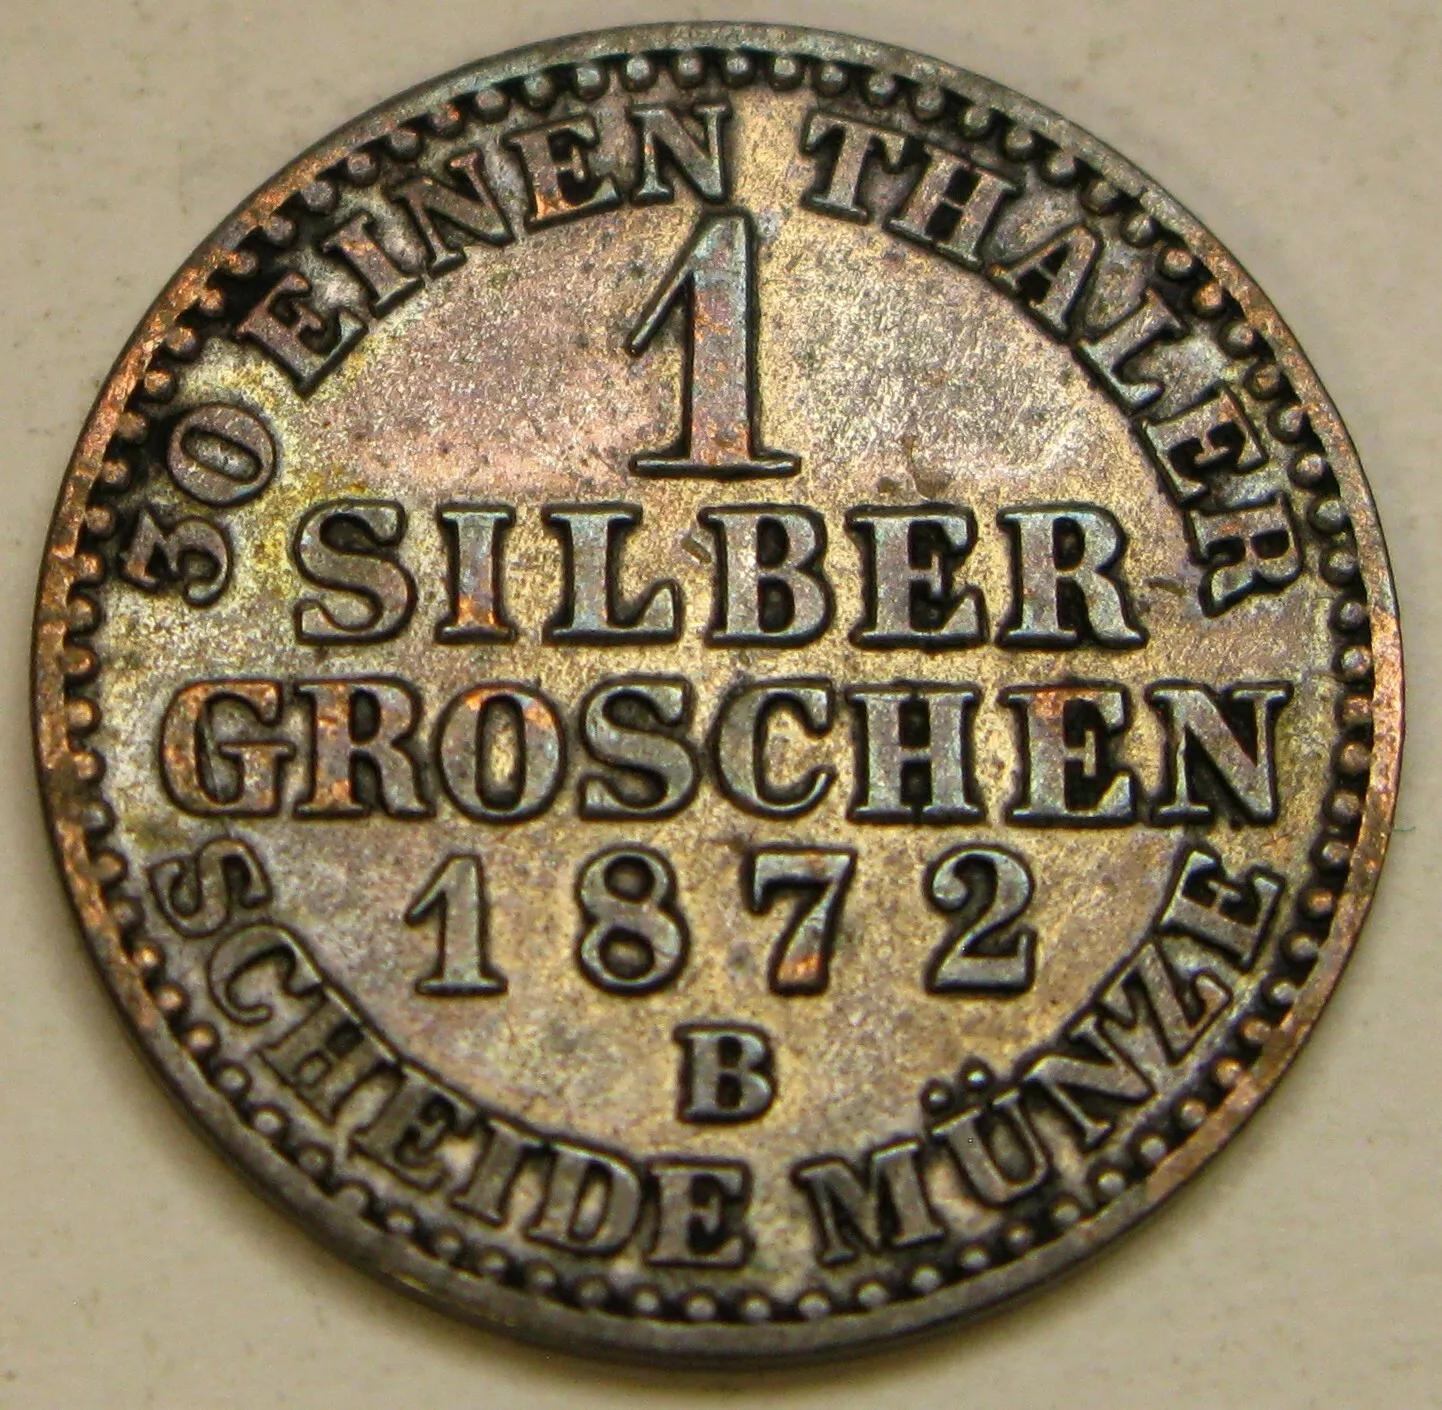 30 EINEN THALER
1
SILBER
GROSCHEN
1872
B
SCHEIDE MÜNZE